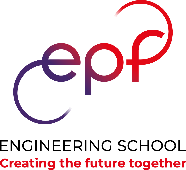 epf
ENGINEERING SCHOOL
Creating the future together